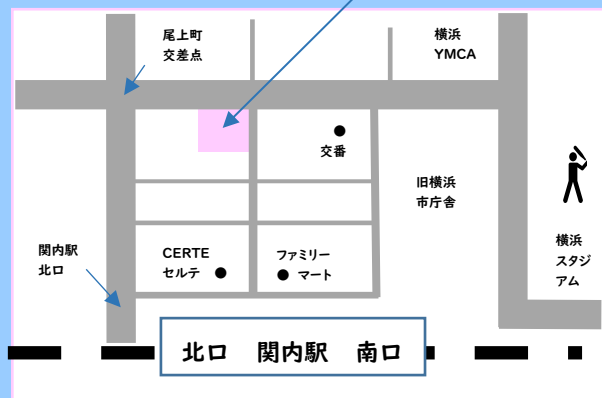 尾上町
交差点
横浜
YMCA
交番
旧横浜
市庁舎
関内駅
北口
CERTE
セルテ
ファミリー
マート
横浜
スタジ
アム
北口 関内駅 南口